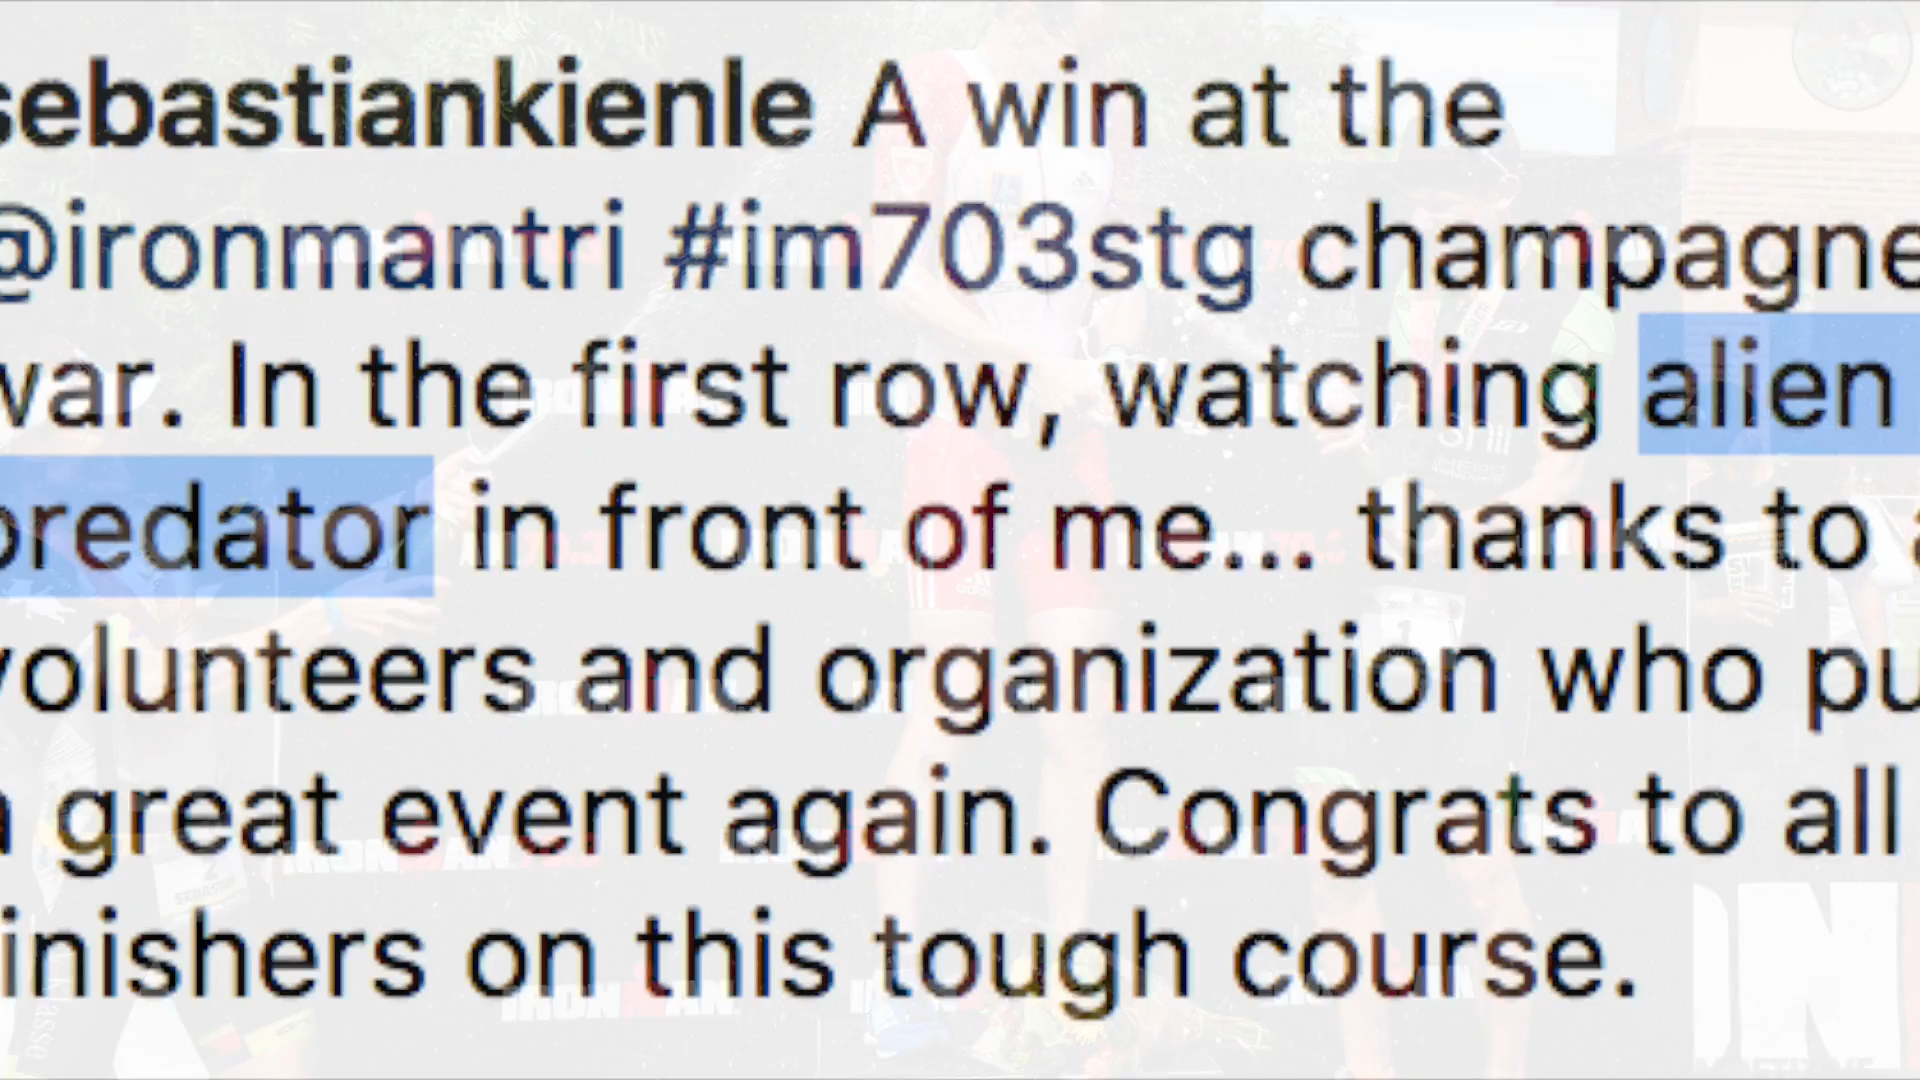 sebastiankienle A win at the
@ironmantri #im703stg champagne
war. In the first row, watching alien
predator in front of me... thanks to a
volunteers and organization who pu
a great event again. Congrats to all
inishers on this tough course.